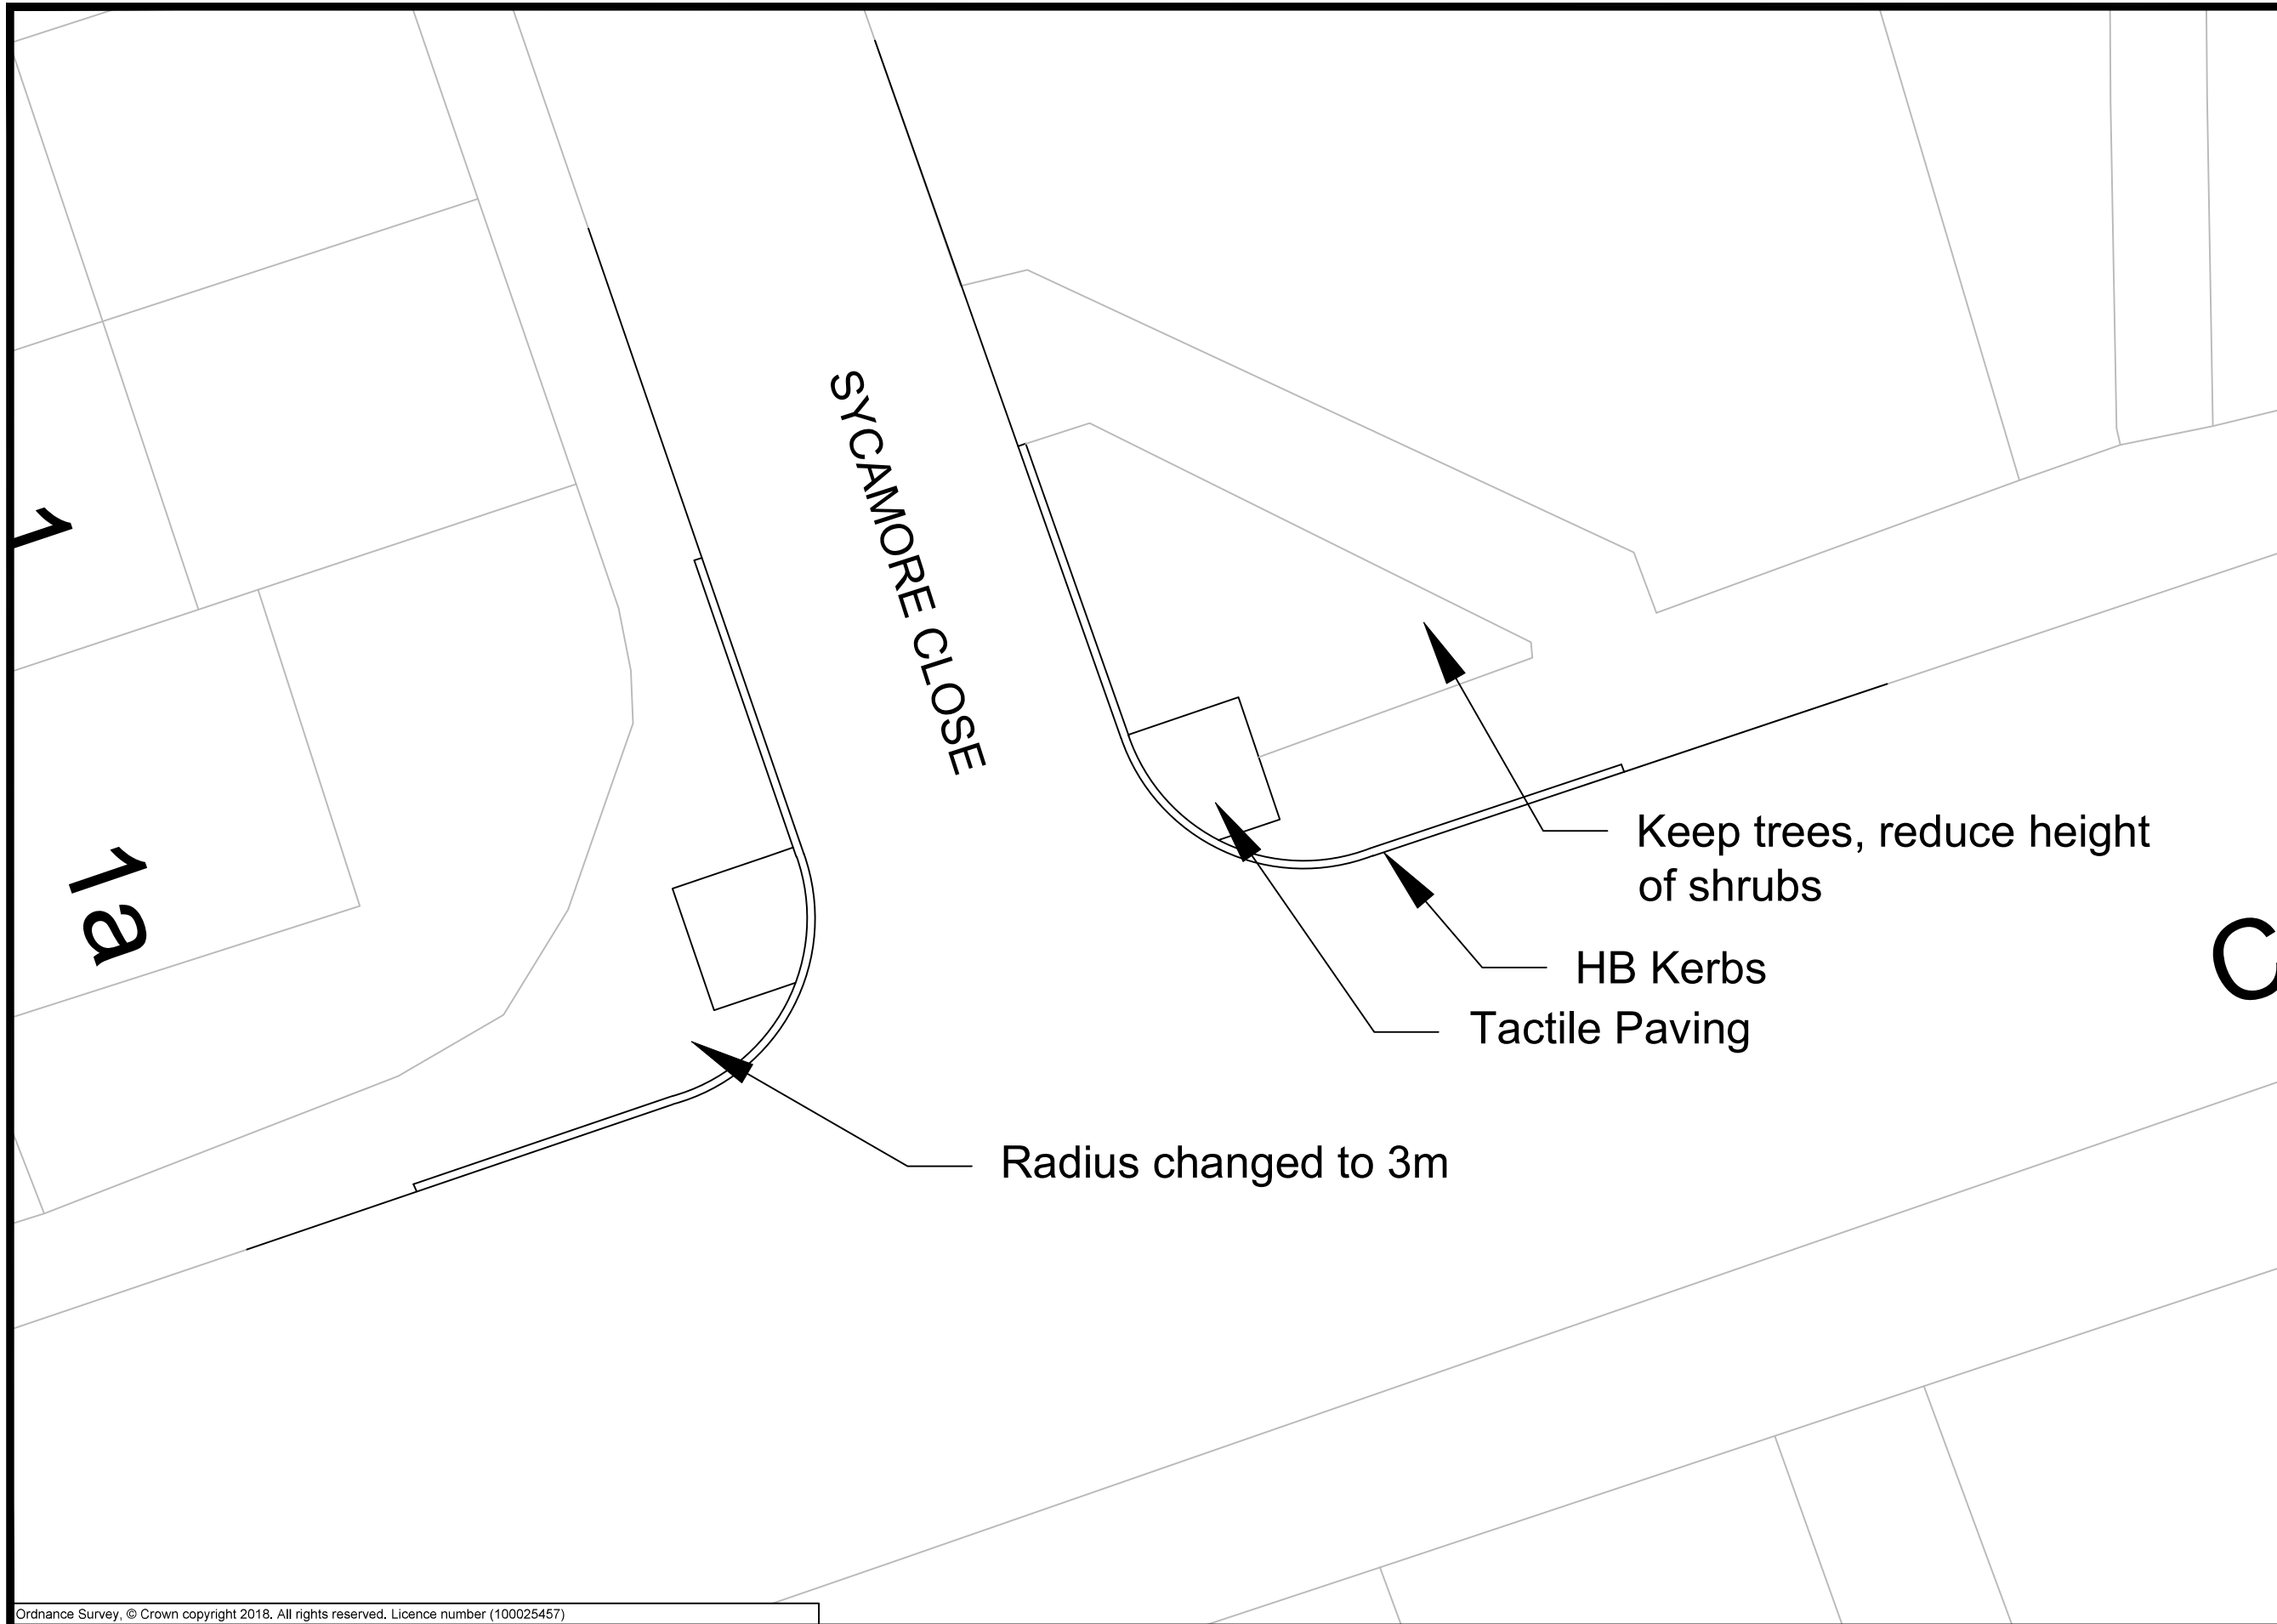 SYCAMORE CLOSE
1
1a
Keep trees, reduce height
of shrubs
HB Kerbs
C
Tactile Paving
Radius changed to 3m
Ordnance Survey, © Crown copyright 2018. All rights reserved. Licence number (100025457)